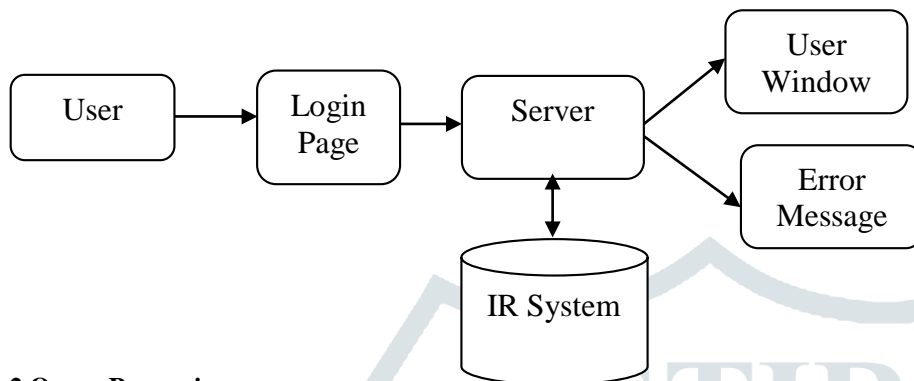 User
Login
Page
Server
User
Window
Error
Message
IR System